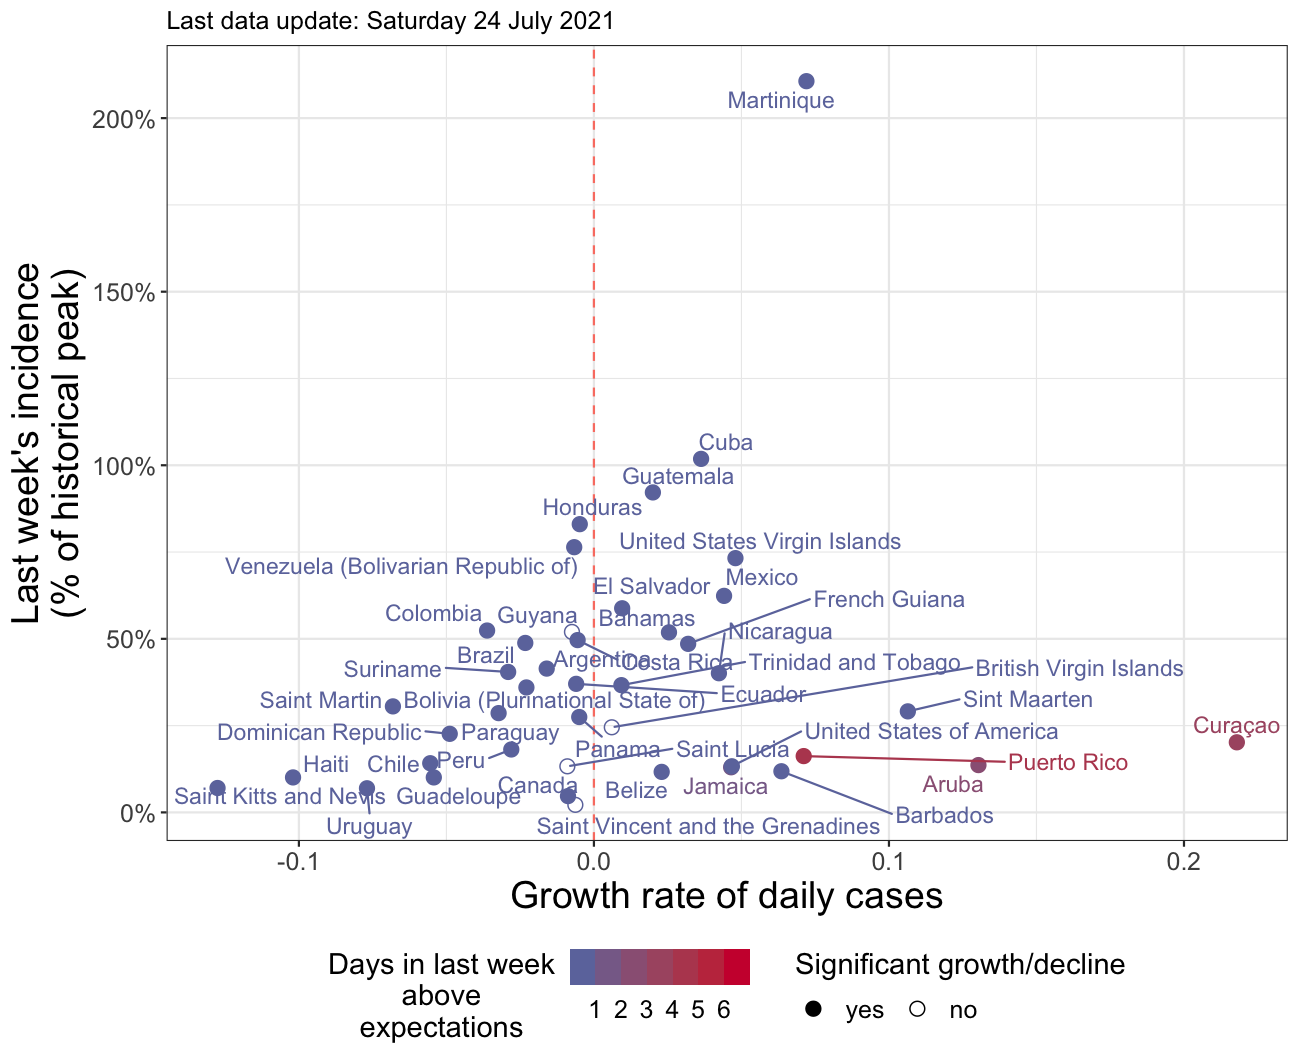 Last data update: Saturday 24 July 2021
Last week's incidence
(% of historical peak)
200%
150%
100%
50%
0%
Martinique
Cuba
Guatemala
Honduras
United States Virgin Islands
Venezuela (Bolivarian Republic of)
Mexico
El Salvador
French Guiana
Colombia
Guyana
Bahamas
Nicaragua
Brazil
Argentina
Costa Rica
Trinidad and Tobago
Suriname
British Virgin Islands
Ecuador
Saint Martin
Bolivia (Plurinational State of)
Sint Maarten
Curaçao
Dominican Republic
Paraguay
United States of America
Panama
Saint Lucia
Haiti
Chile
Peru
Puerto Rico
Canada
Belize
Jamaica
Aruba
Saint Kitts and Nevis
Guadeloupe
Barbados
Uruguay
Saint Vincent and the Grenadines
-0.1
0.0
0.1
0.2
Growth rate of daily cases
Days in last week
above
expectations
1 2 3 4 5 6
Significant growth/decline
yes
no